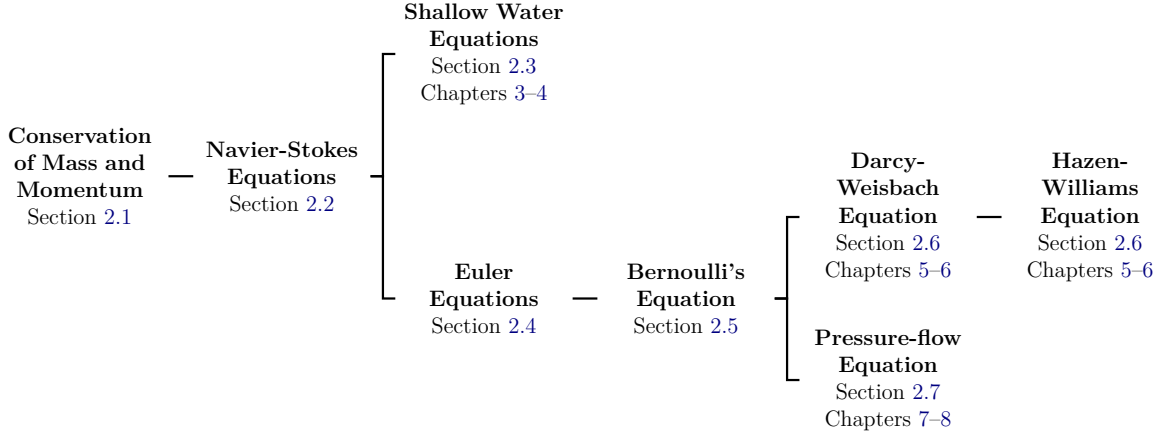 Conservation
of Mass and
Momentum
Section 2.1
Navier-Stokes
Equations
Section 2.2
Shallow Water
Equations
Section 2.3
Chapters 3–4
Euler
Equations
Section 2.4
Bernoulli's
Equation
Section 2.5
Darcy-
Weisbach
Equation
Section 2.6
Chapters 5–6
Hazen-
Williams
Equation
Section 2.6
Chapters 5–6
Pressure-flow
Equation
Section 2.7
Chapters 7–8